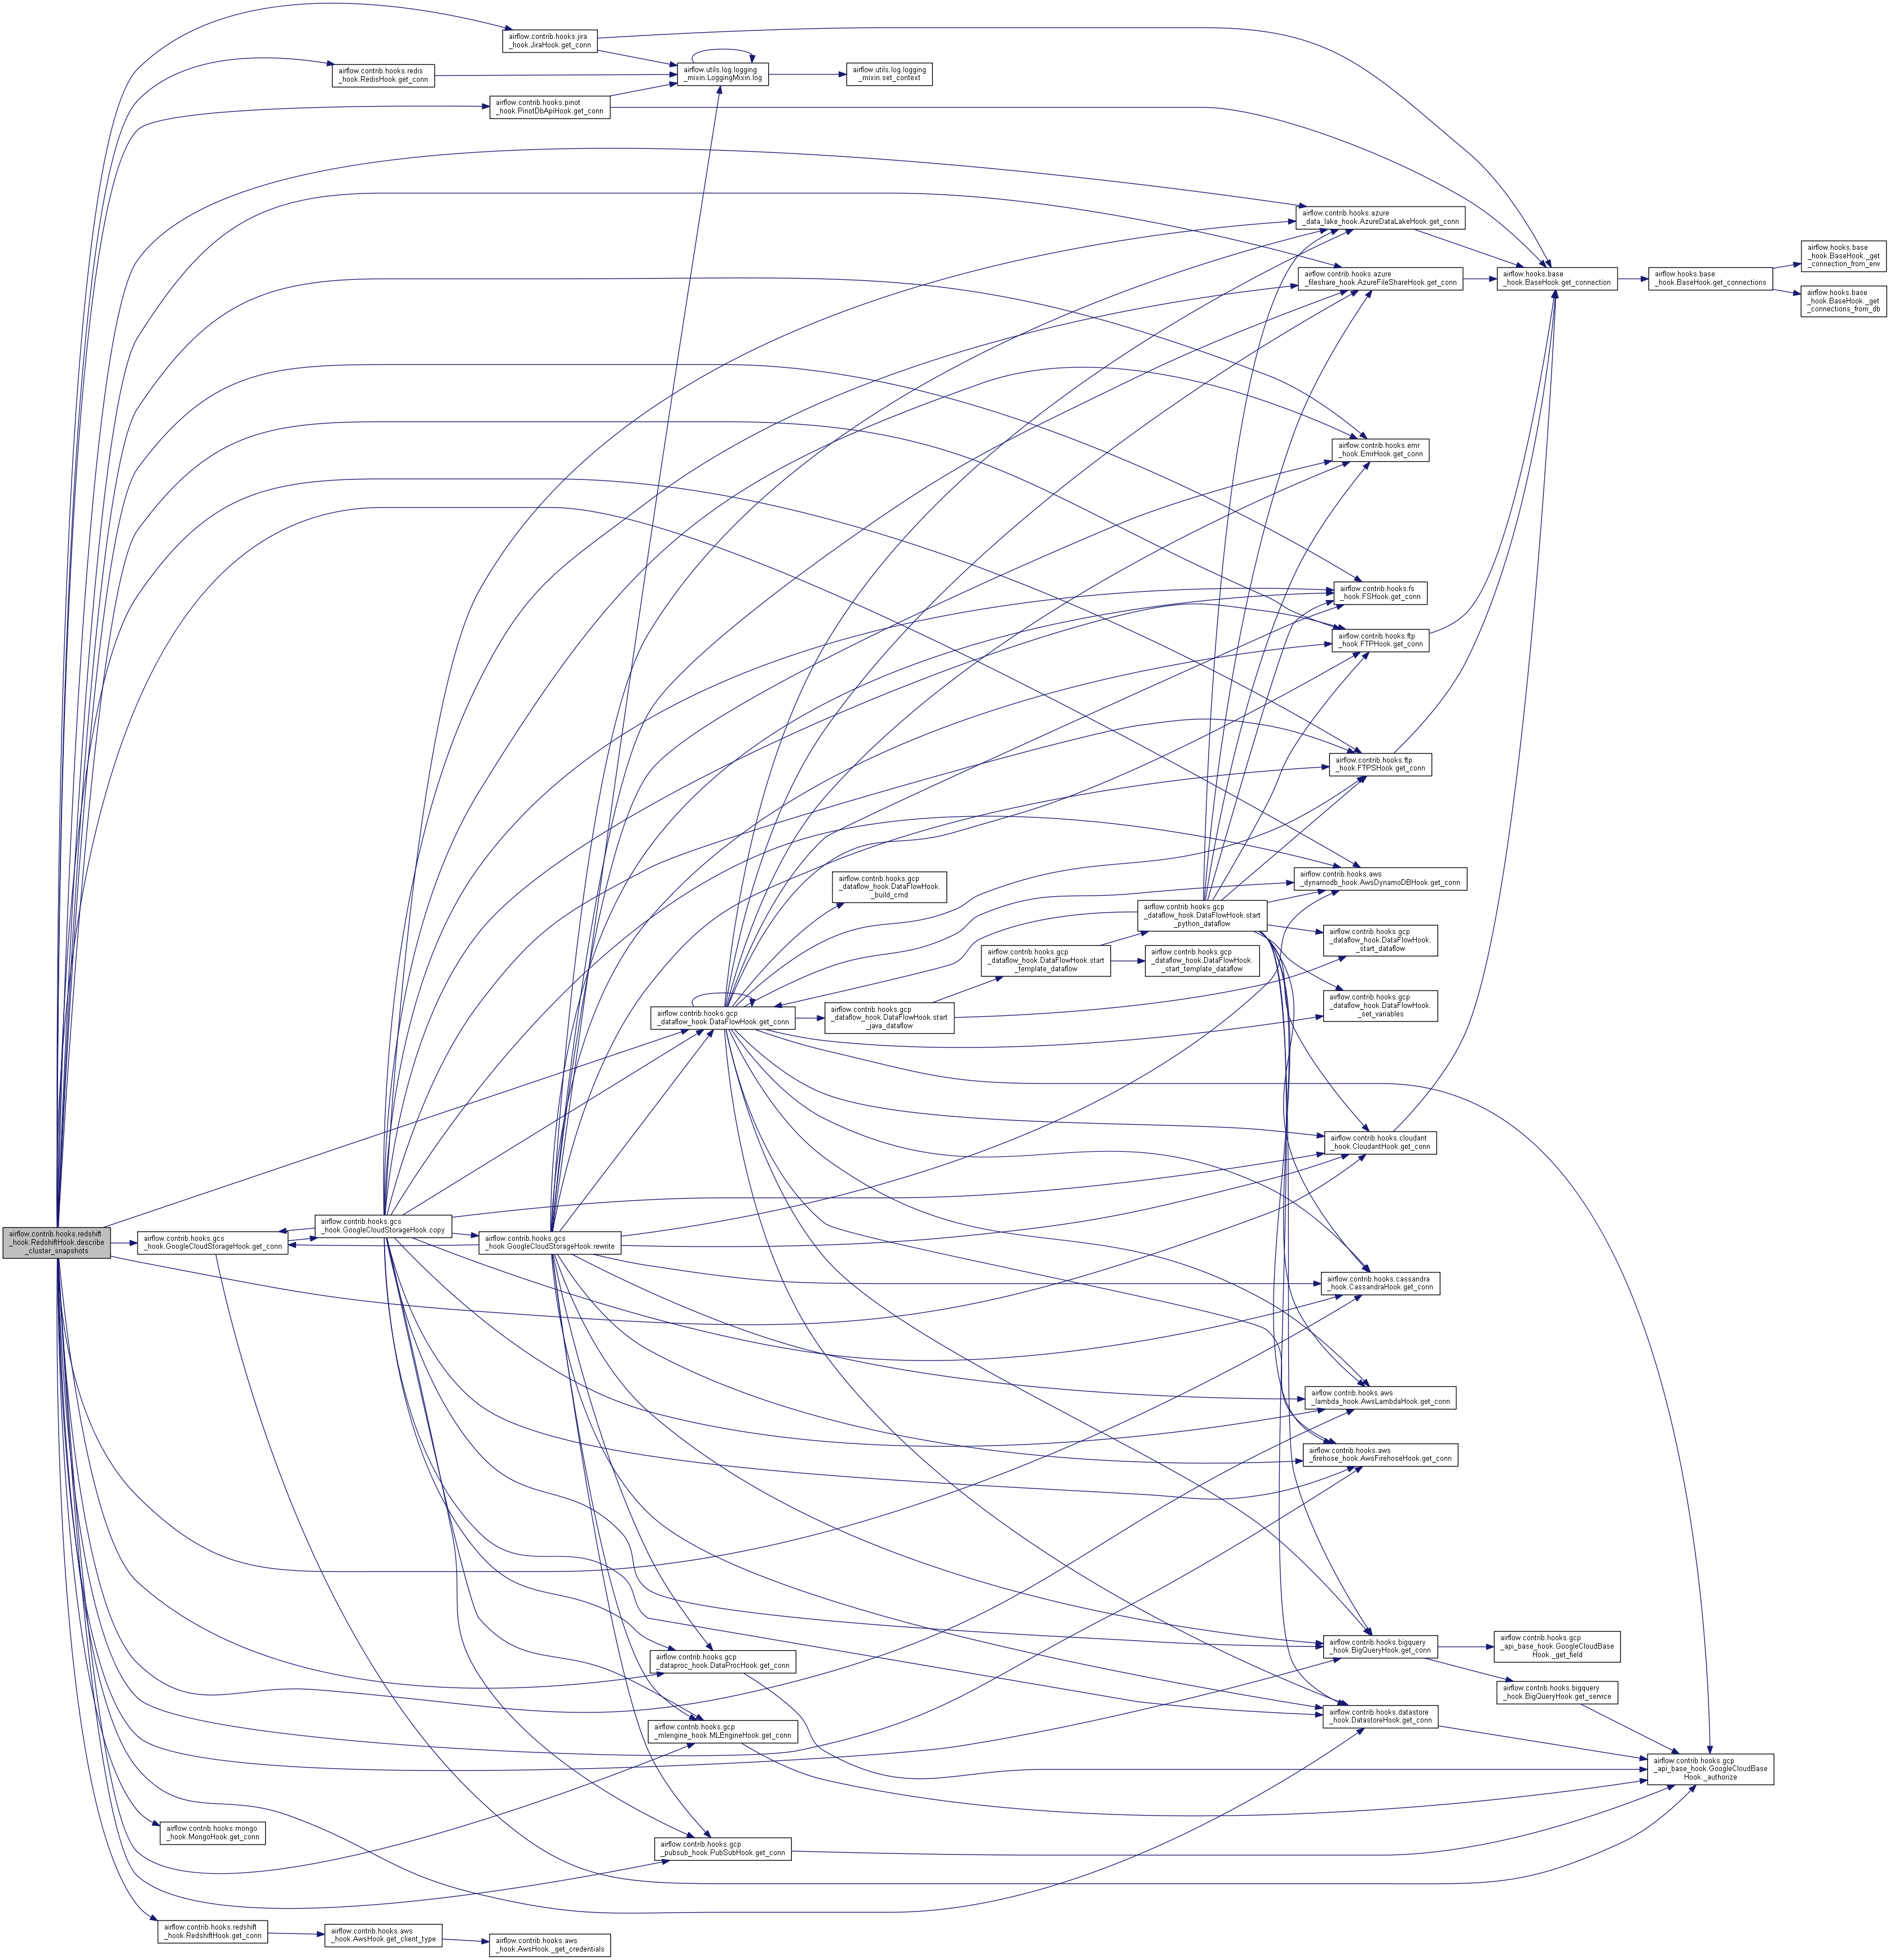 airflow.contrib.hooks.jira
_hook.JiraHook.get_conn
airflow.contrib.hooks.redis
_hook.RedisHook.get_conn
airflow.utils.log.logging
_mixin.LoggingMixin.log
airflow.utils.log.logging
_mixin.set_context
airflow.contrib.hooks.pinot
_hook.PinotDbApiHook.get_conn
airflow.contrib.hooks.azure
_data_lake_hook.AzureDataLakeHook.get_conn
airflow.contrib.hooks.azure
_fileshare_hook.AzureFileShareHook.get_conn
airflow.hooks.base
_hook.BaseHook.get_connection
airflow.hooks.base
_hook.BaseHook.get_connections
airflow.hooks.base
_hook.BaseHook._get
_connection_from_env
airflow.hooks.base
_hook.BaseHook._get
_connections_from_db
airflow.contrib.hooks.emr
_hook.EmrHook.get_conn
airflow.contrib.hooks.fs
_hook.FSHook.get_conn
airflow.contrib.hooks.ftp
_hook.FTPHook.get_conn
airflow.contrib.hooks.ftp
_hook.FTPSHook.get_conn
airflow.contrib.hooks.aws
_dynamodb_hook.AwsDynamoDBHook.get_conn
airflow.contrib.hooks.gcp
_dataflow_hook.DataFlowHook.
_build_cmd
airflow.contrib.hooks.gcp
_dataflow_hook.DataFlowHook.start
_python_dataflow
airflow.contrib.hooks.gcp
_dataflow_hook.DataFlowHook.
_start_dataflow
airflow.contrib.hooks.gcp
_dataflow_hook.DataFlowHook.start
_template_dataflow
airflow.contrib.hooks.gcp
_dataflow_hook.DataFlowHook.
_start_template_dataflow
airflow.contrib.hooks.gcp
_dataflow_hook.DataFlowHook.get_conn
airflow.contrib.hooks.gcp
_dataflow_hook.DataFlowHook.start
_java_dataflow
airflow.contrib.hooks.gcp
_dataflow_hook.DataFlowHook.
_set_variables
airflow.contrib.hooks.cloudant
_hook.CloudantHook.get_conn
airflow.contrib.hooks.redshift
_hook.RedshiftHook.describe
_cluster_snapshots
airflow.contrib.hooks.gcs
_hook.GoogleCloudStorageHook.get_conn
airflow.contrib.hooks.gcs
_hook.GoogleCloudStorageHook.copy
airflow.contrib.hooks.gcs
_hook.GoogleCloudStorageHook.rewrite
airflow.contrib.hooks.cassandra
_hook.CassandraHook.get_conn
airflow.contrib.hooks.aws
_lambda_hook.AwsLambdaHook.get_conn
airflow.contrib.hooks.aws
_firehose_hook.AwsFirehoseHook.get_conn
airflow.contrib.hooks.bigquery
_hook.BigQueryHook.get_conn
airflow.contrib.hooks.gcp
_api_base_hook.GoogleCloudBase
Hook._get_field
airflow.contrib.hooks.gcp
_dataproc_hook.DataProcHook.get_conn
airflow.contrib.hooks.bigquery
_hook.BigQueryHook.get_service
airflow.contrib.hooks.datastore
_hook.DatastoreHook.get_conn
airflow.contrib.hooks.gcp
_mlengine_hook.MLEngineHook.get_conn
airflow.contrib.hooks.gcp
_api_base_hook.GoogleCloudBase
Hook._authorize
airflow.contrib.hooks.mongo
_hook.MongoHook.get_conn
airflow.contrib.hooks.gcp
_pubsub_hook.PubSubHook.get_conn
airflow.contrib.hooks.redshift
_hook.RedshiftHook.get_conn
airflow.contrib.hooks.aws
_hook.AwsHook.get_client_type
airflow.contrib.hooks.aws
_hook.AwsHook._get_credentials